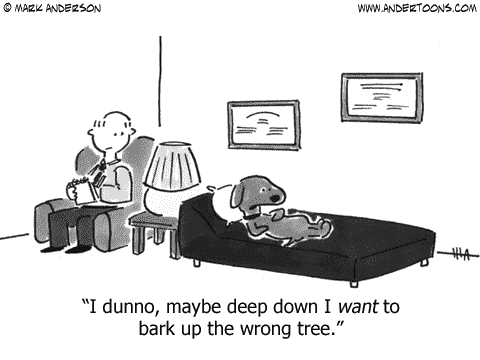 © MARK ANDERSON
WWW.ANDERTOONS.COM
"I dunno, maybe deep down I want to
bark up the wrong tree."